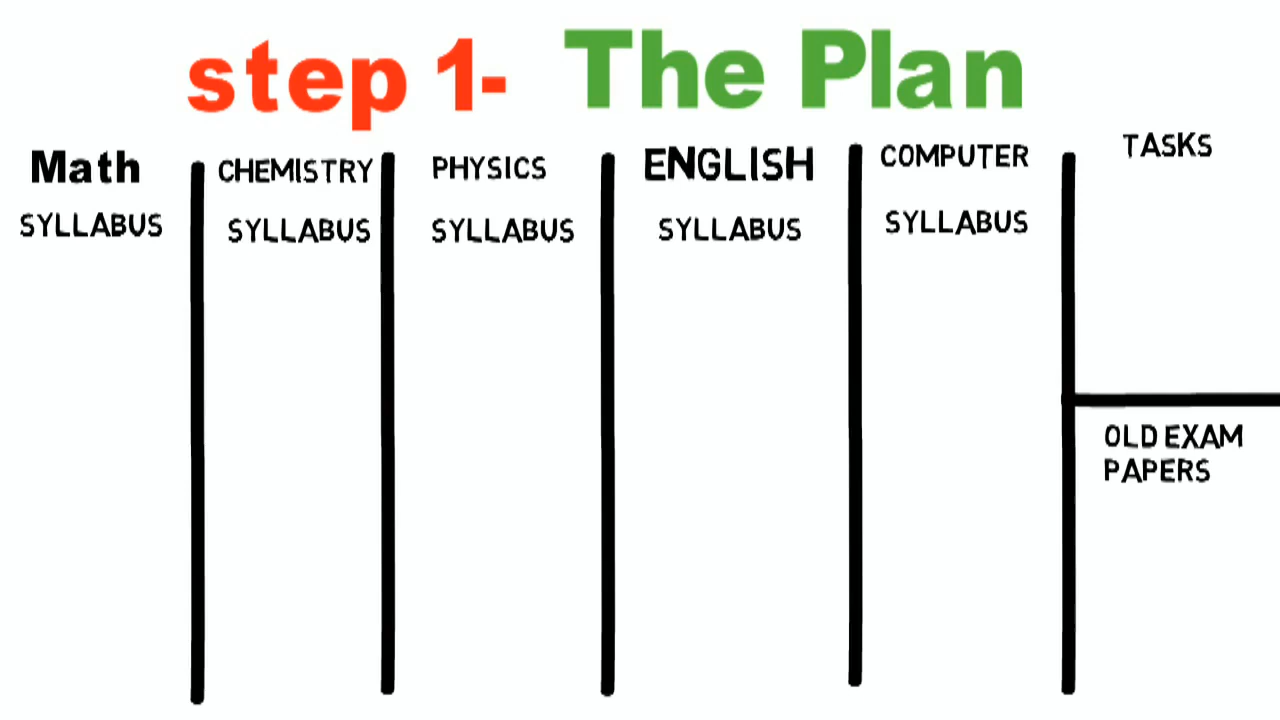 step 1- The Plan
Math
SYLLABUS
CHEMISTRY
SYLLABUS
PHYSICS
SYLLABUS
ENGLISH
SYLLABUS
COMPUTER
SYLLABUS
TASKS
OLD EXAM
PAPERS